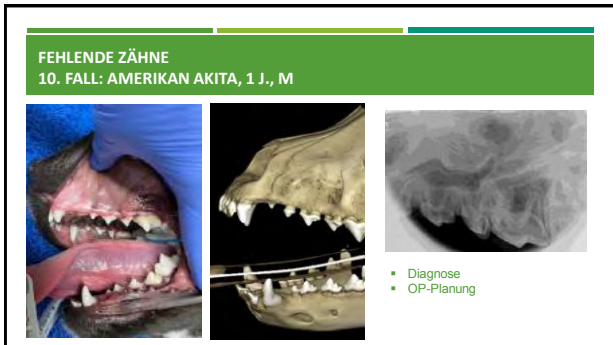 FEHLENDE ZÄHNE
10. FALL: AMERIKAN AKITA, 1 J., M
Diagnose
OP-Planung